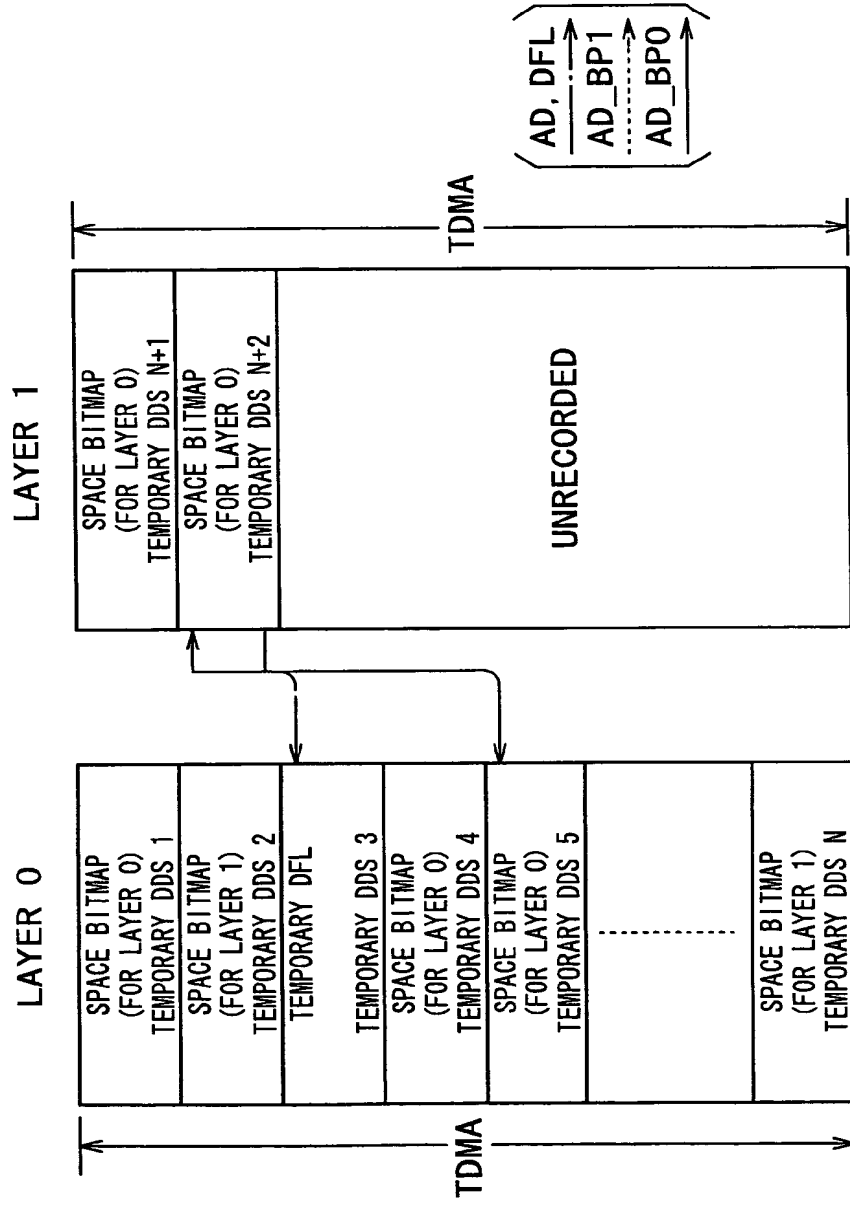 LAYER 0
SPACE BITMAP
(FOR LAYER 0)
TEMPORARY DDS 1
SPACE BITMAP
(FOR LAYER 1)
TEMPORARY DDS 2
TEMPORARY DFL
TEMPORARY DDS 3
SPACE BITMAP
(FOR LAYER 0)
TEMPORARY DDS 4
SPACE BITMAP
(FOR LAYER 0)
TEMPORARY DDS 5
SPACE BITMAP
(FOR LAYER 1)
TEMPORARY DDS N
TDMA
LAYER 1
SPACE BITMAP
(FOR LAYER 0)
TEMPORARY DDS N+1
SPACE BITMAP
(FOR LAYER 0)
TEMPORARY DDS N+2
UNRECORDED
TDMA
AD, DFL
AD_BP1
AD_BP0